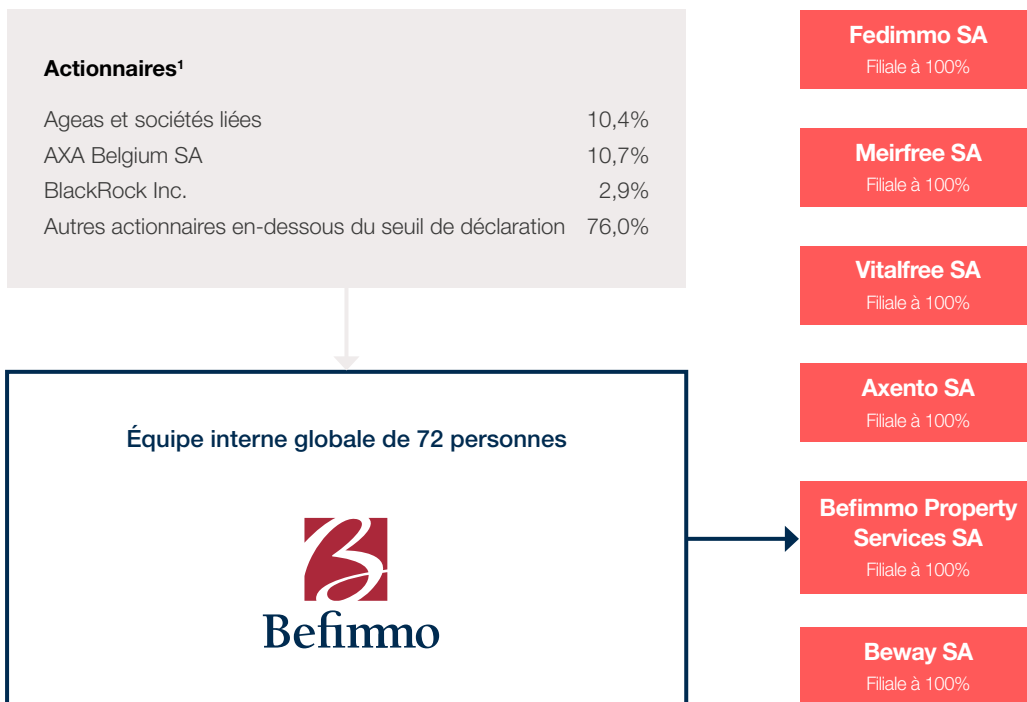 Actionnaires¹
Ageas et sociétés liées 10,4%
AXA Belgium SA 10,7%
BlackRock Inc. 2,9%
Autres actionnaires en-dessous du seuil de déclaration 76,0%
Équipe interne globale de 72 personnes
Befimmo
Fedimmo SA
Filiale à 100%
Meirfree SA
Filiale à 100%
Vitalfree SA
Filiale à 100%
Axento SA
Filiale à 100%
Befimmo Property
Services SA
Filiale à 100%
Beway SA
Filiale à 100%